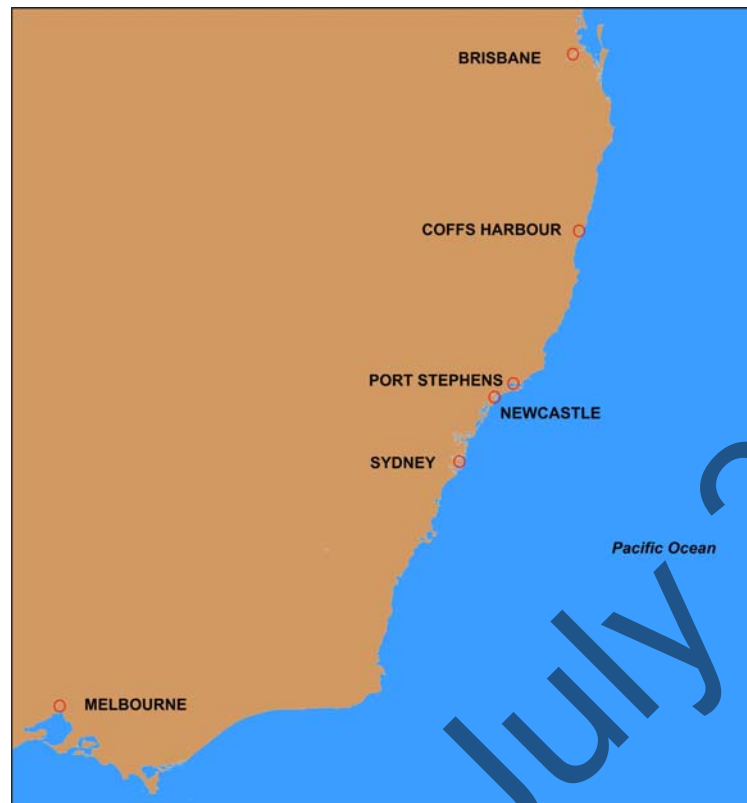 BRISBANE
COFFS HARBOUR
PORT STEPHENS
NEWCASTLE
SYDNEY
Pacific Ocean
MELBOURNE
July